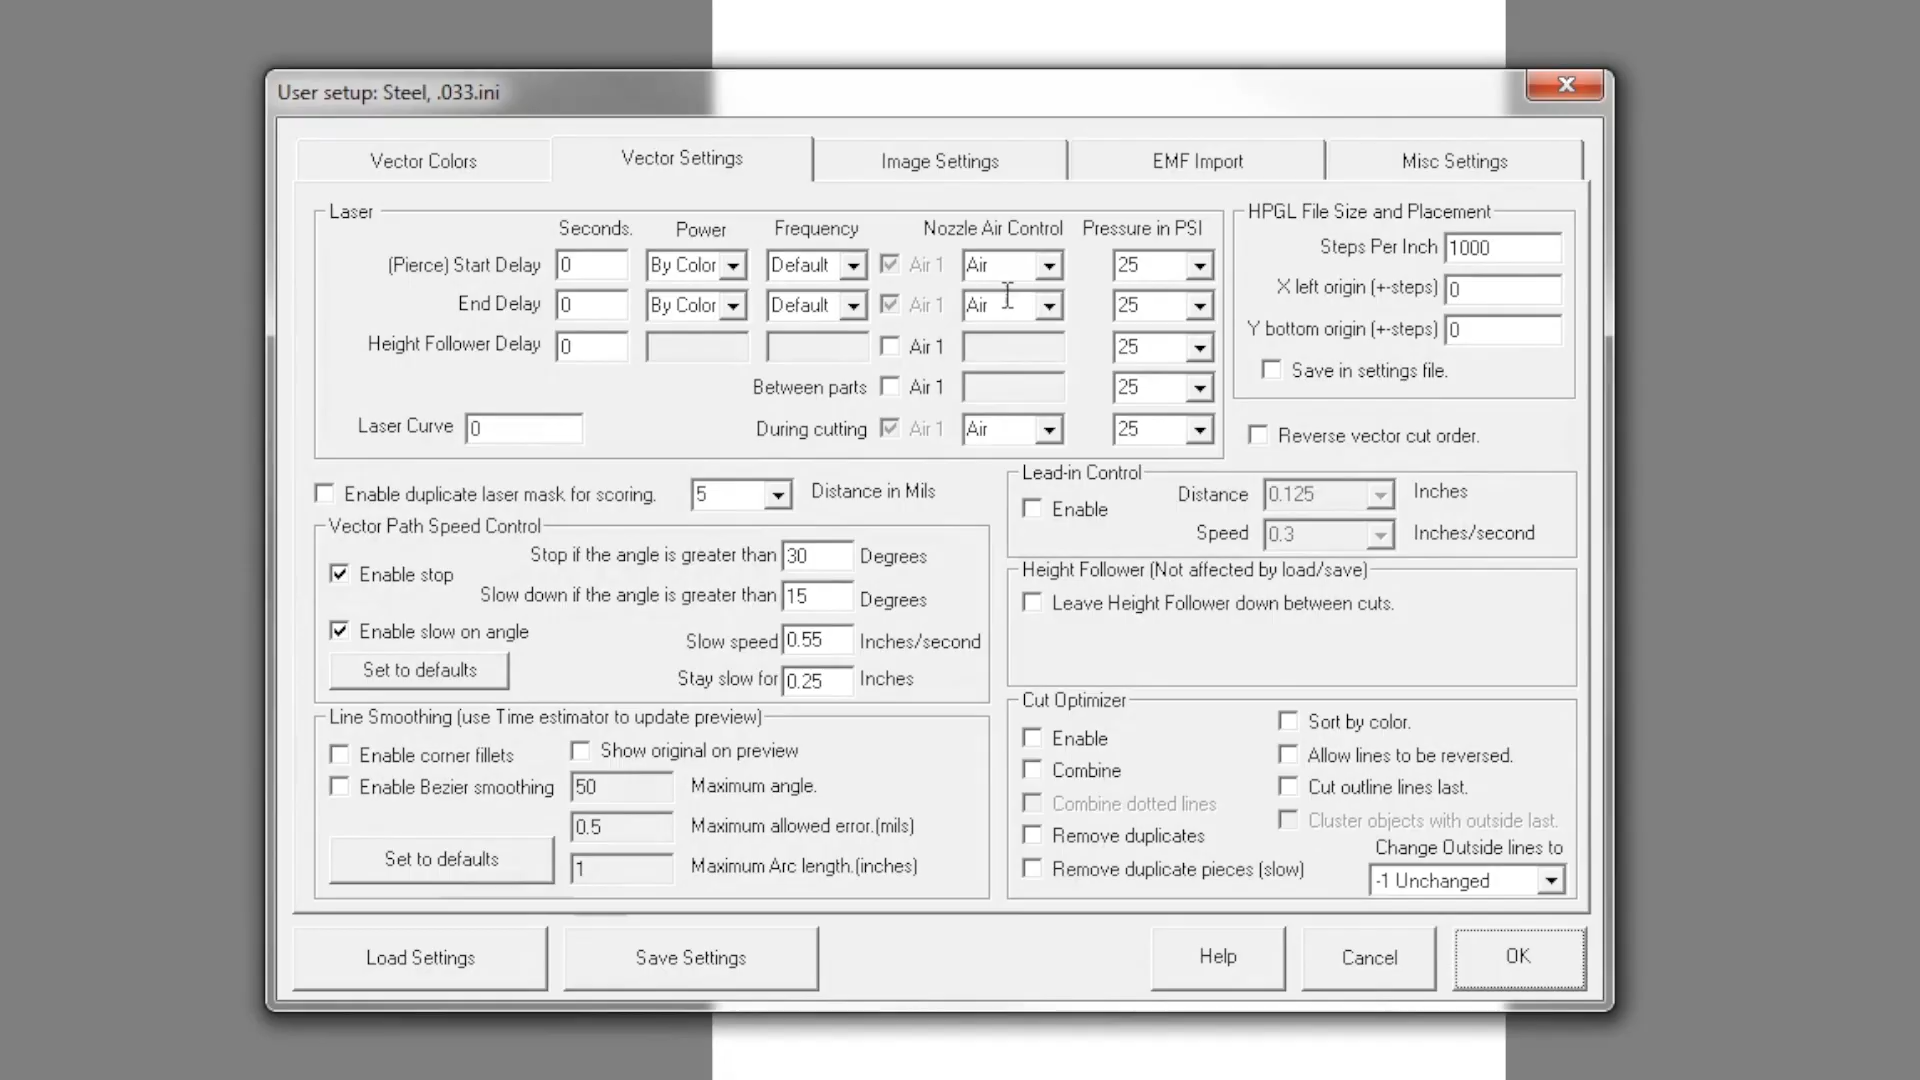 User setup: Steel, .033.ini
X
Vector Colors
Vector Settings
Image Settings
EMF Import
Misc Settings
Laser
Seconds. Power Frequency Nozzle Air Control Pressure in PSI
(Pierce) Start Delay 0 By Color Default Air 1 Air 25
End Delay 0 By Color Default Air 1 Air 25
Height Follower Delay 0 Air 1 25
Between parts Air 1 25
Laser Curve 0 During cutting Air 1 Air 25
HPGL File Size and Placement
Steps Per Inch 1000
X left origin (+-steps) 0
Y bottom origin (+-steps) 0
Save in settings file.
Reverse vector cut order.
Enable duplicate laser mask for scoring. 5 Distance in Mils
Vector Path Speed Control
Stop if the angle is greater than 30 Degrees
Enable stop
Slow down if the angle is greater than 15 Degrees
Enable slow on angle
Slow speed 0.55 Inches/second
Set to defaults
Stay slow for 0.25 Inches
Lead-in Control
Enable Distance 0.125 Inches
Speed 0.3 Inches/second
Height Follower (Not affected by load/save)
Leave Height Follower down between cuts.
Line Smoothing (use Time estimator to update preview)
Enable corner fillets Show original on preview
Enable Bezier smoothing 50 Maximum angle.
0.5 Maximum allowed error.(mils)
Set to defaults 1 Maximum Arc length.(inches)
Cut Optimizer
Enable
Combine
Combine dotted lines
Remove duplicates
Remove duplicate pieces (slow)
Sort by color.
Allow lines to be reversed.
Cut outline lines last.
Cluster objects with outside last.
Change Outside lines to
-1 Unchanged
Load Settings
Save Settings
Help
Cancel
OK